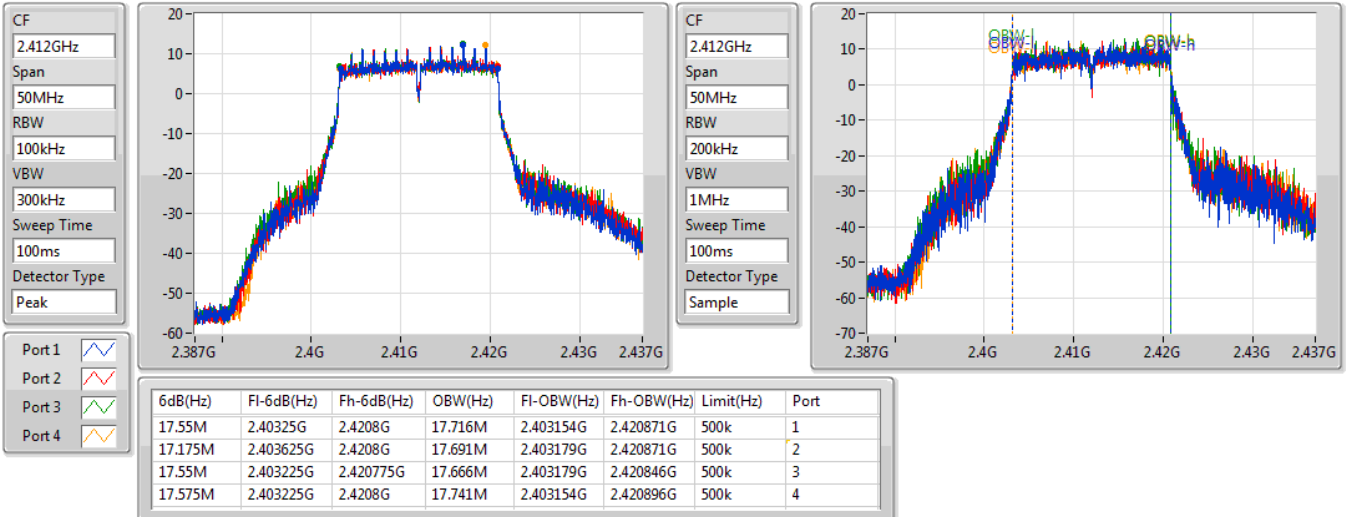 CF
2.412GHz
Span
50MHz
RBW
100kHz
VBW
300kHz
Sweep Time
100ms
Detector Type
Peak
20
10
0
-10
-20
-30
-40
-50
-60
2.387G 2.4G 2.41G 2.42G 2.43G 2.437G
CF
2.412GHz
Span
50MHz
RBW
200kHz
VBW
1MHz
Sweep Time
100ms
Detector Type
Sample
20
10
0
-10
-20
-30
-40
-50
-60
-70
OBW-l OBW-h
2.387G 2.4G 2.41G 2.42G 2.43G 2.437G
Port 1
Port 2
Port 3
Port 4
6dB(Hz) Fl-6dB(Hz) Fh-6dB(Hz) OBW(Hz) Fl-OBW(Hz) Fh-OBW(Hz) Limit(Hz) Port
17.55M 2.40325G 2.4208G 17.716M 2.403154G 2.420871G 500k 1
17.175M 2.403625G 2.4208G 17.691M 2.403179G 2.420871G 500k 2
17.55M 2.403225G 2.420775G 17.666M 2.403179G 2.420846G 500k 3
17.575M 2.403225G 2.4208G 17.741M 2.403154G 2.420896G 500k 4